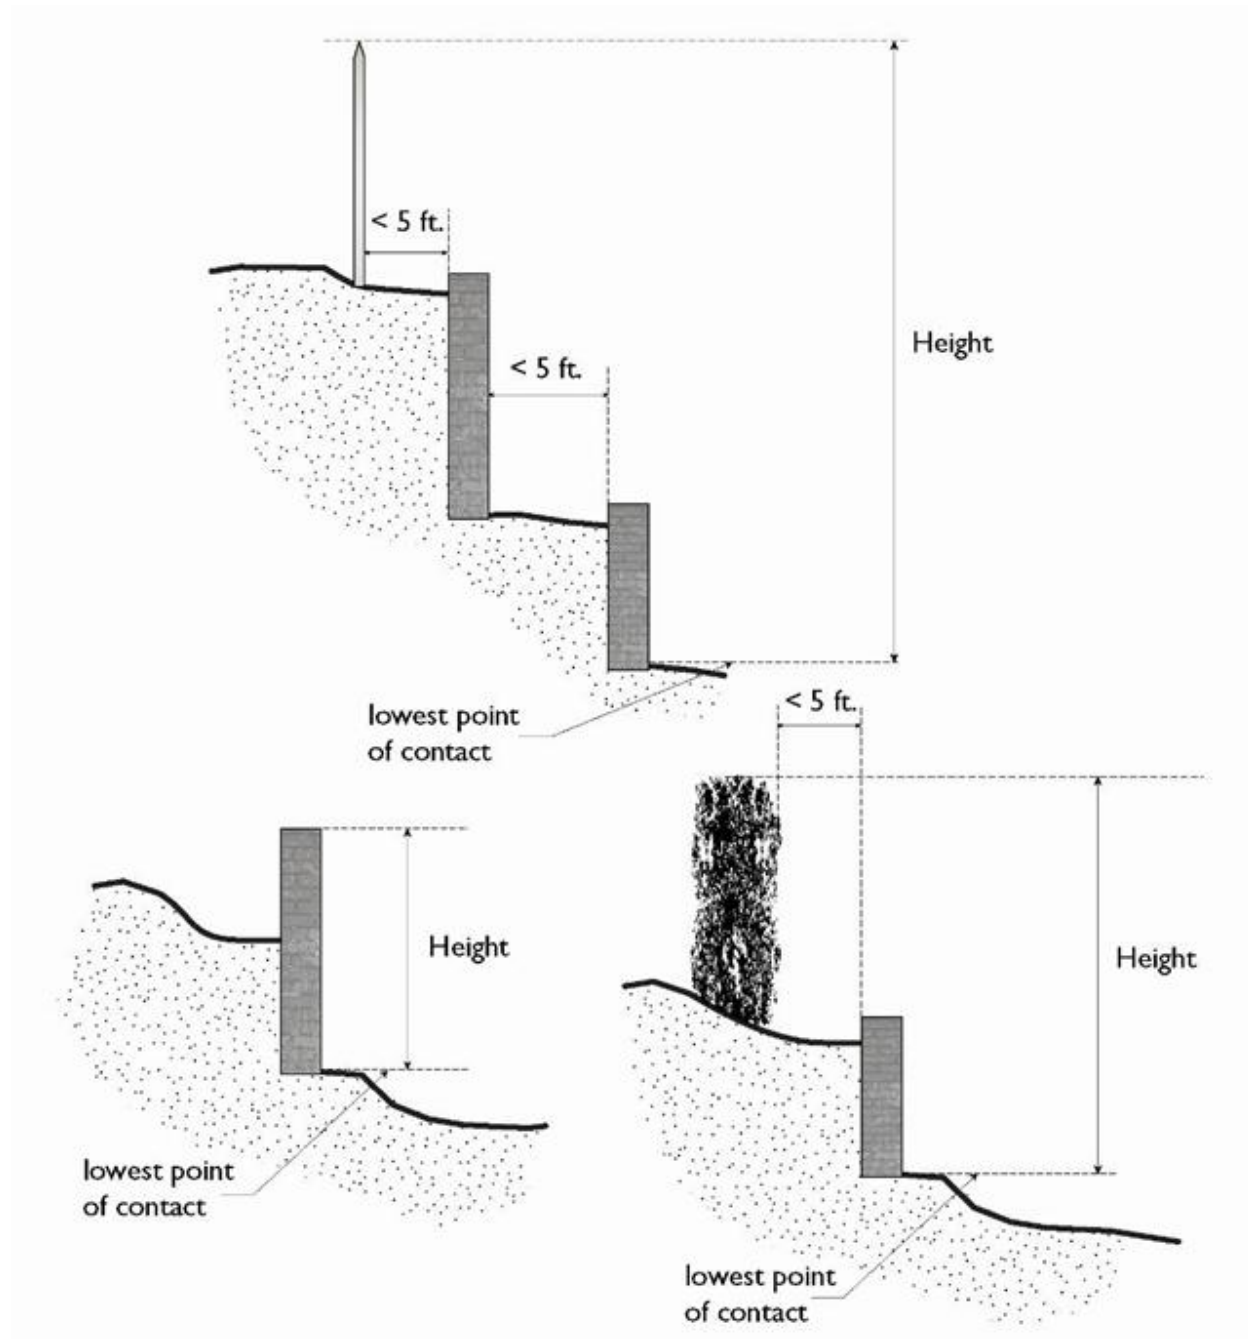 < 5 ft.
Height
< 5 ft.
lowest point
of contact
< 5 ft.
Height
Height
lowest point
of contact
lowest point
of contact